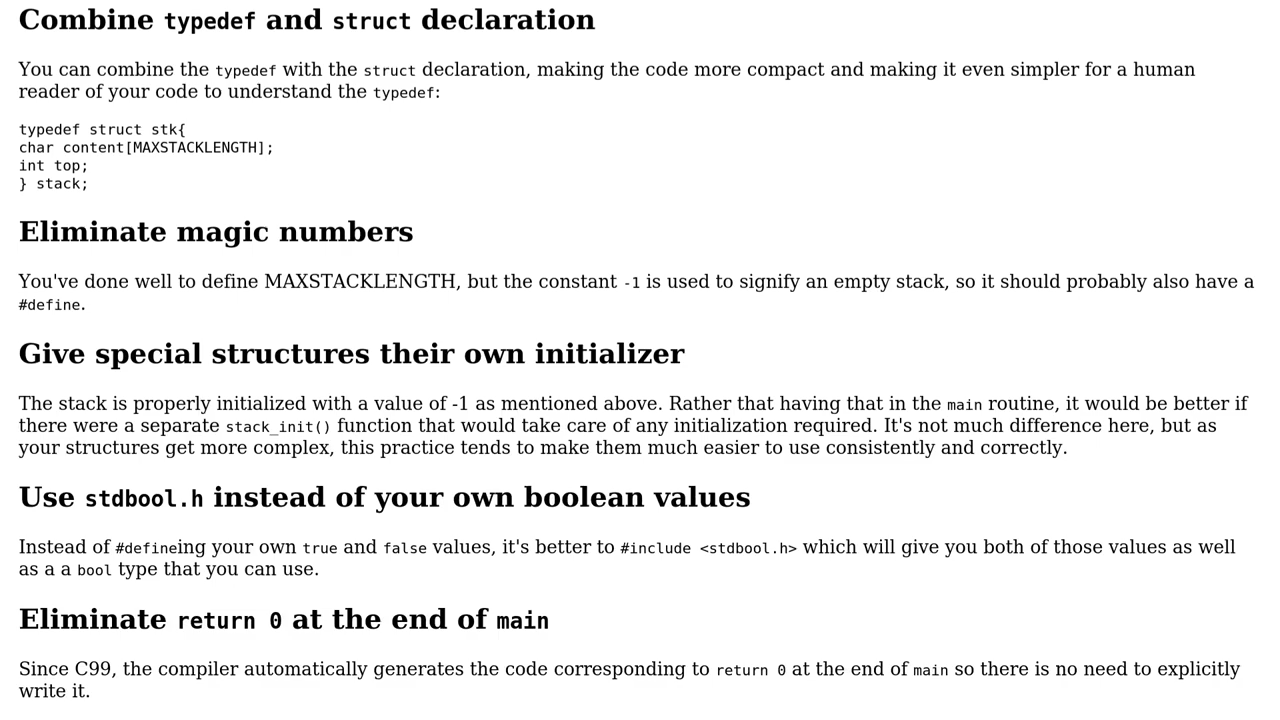 Combine typedef and struct declaration
You can combine the typedef with the struct declaration, making the code more compact and making it even simpler for a human
reader of your code to understand the typedef:
typedef struct stk{
char content[MAXSTACKLENGTH];
int top;
} stack;
Eliminate magic numbers
You've done well to define MAXSTACKLENGTH, but the constant -1 is used to signify an empty stack, so it should probably also have a
#define.
Give special structures their own initializer
The stack is properly initialized with a value of -1 as mentioned above. Rather that having that in the main routine, it would be better if
there were a separate stack_init() function that would take care of any initialization required. It's not much difference here, but as
your structures get more complex, this practice tends to make them much easier to use consistently and correctly.
Use stdbool.h instead of your own boolean values
Instead of #defineing your own true and false values, it's better to #include <stdbool.h> which will give you both of those values as well
as a a bool type that you can use.
Eliminate return 0 at the end of main
Since C99, the compiler automatically generates the code corresponding to return 0 at the end of main so there is no need to explicitly
write it.